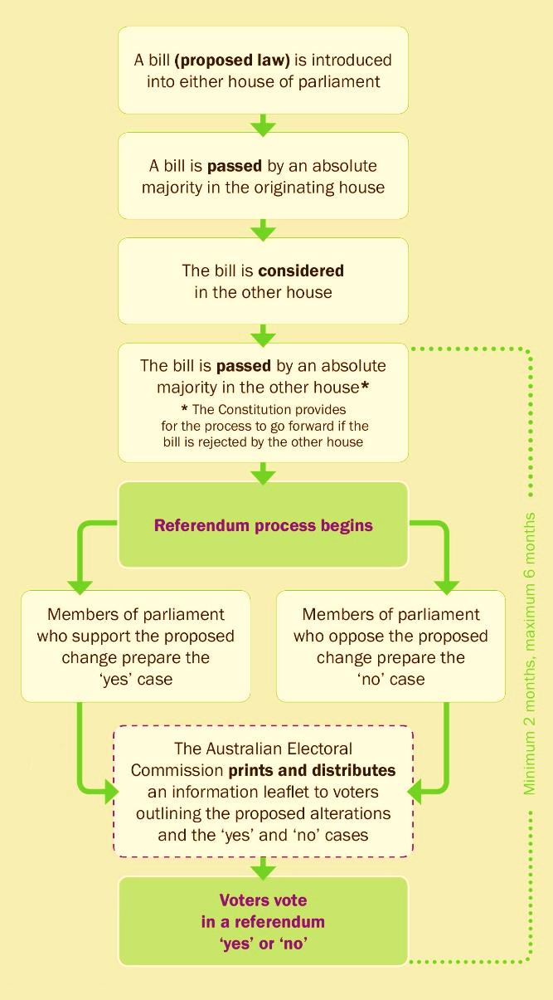 A bill (proposed law) is introduced
into either house of parliament
A bill is passed by an absolute
majority in the originating house
The bill is considered
in the other house
The bill is passed by an absolute
majority in the other house*
* The Constitution provides
for the process to go forward if the
bill is rejected by the other house
Referendum process begins
Members of parliament
who support the proposed
change prepare the
‘yes’ case
Members of parliament
who oppose the proposed
change prepare the
‘no’ case
The Australian Electoral
Commission prints and distributes
an information leaflet to voters
outlining the proposed alterations
and the ‘yes’ and ‘no’ cases
Voters vote
in a referendum
‘yes’ or ‘no’
Minimum 2 months, maximum 6 months